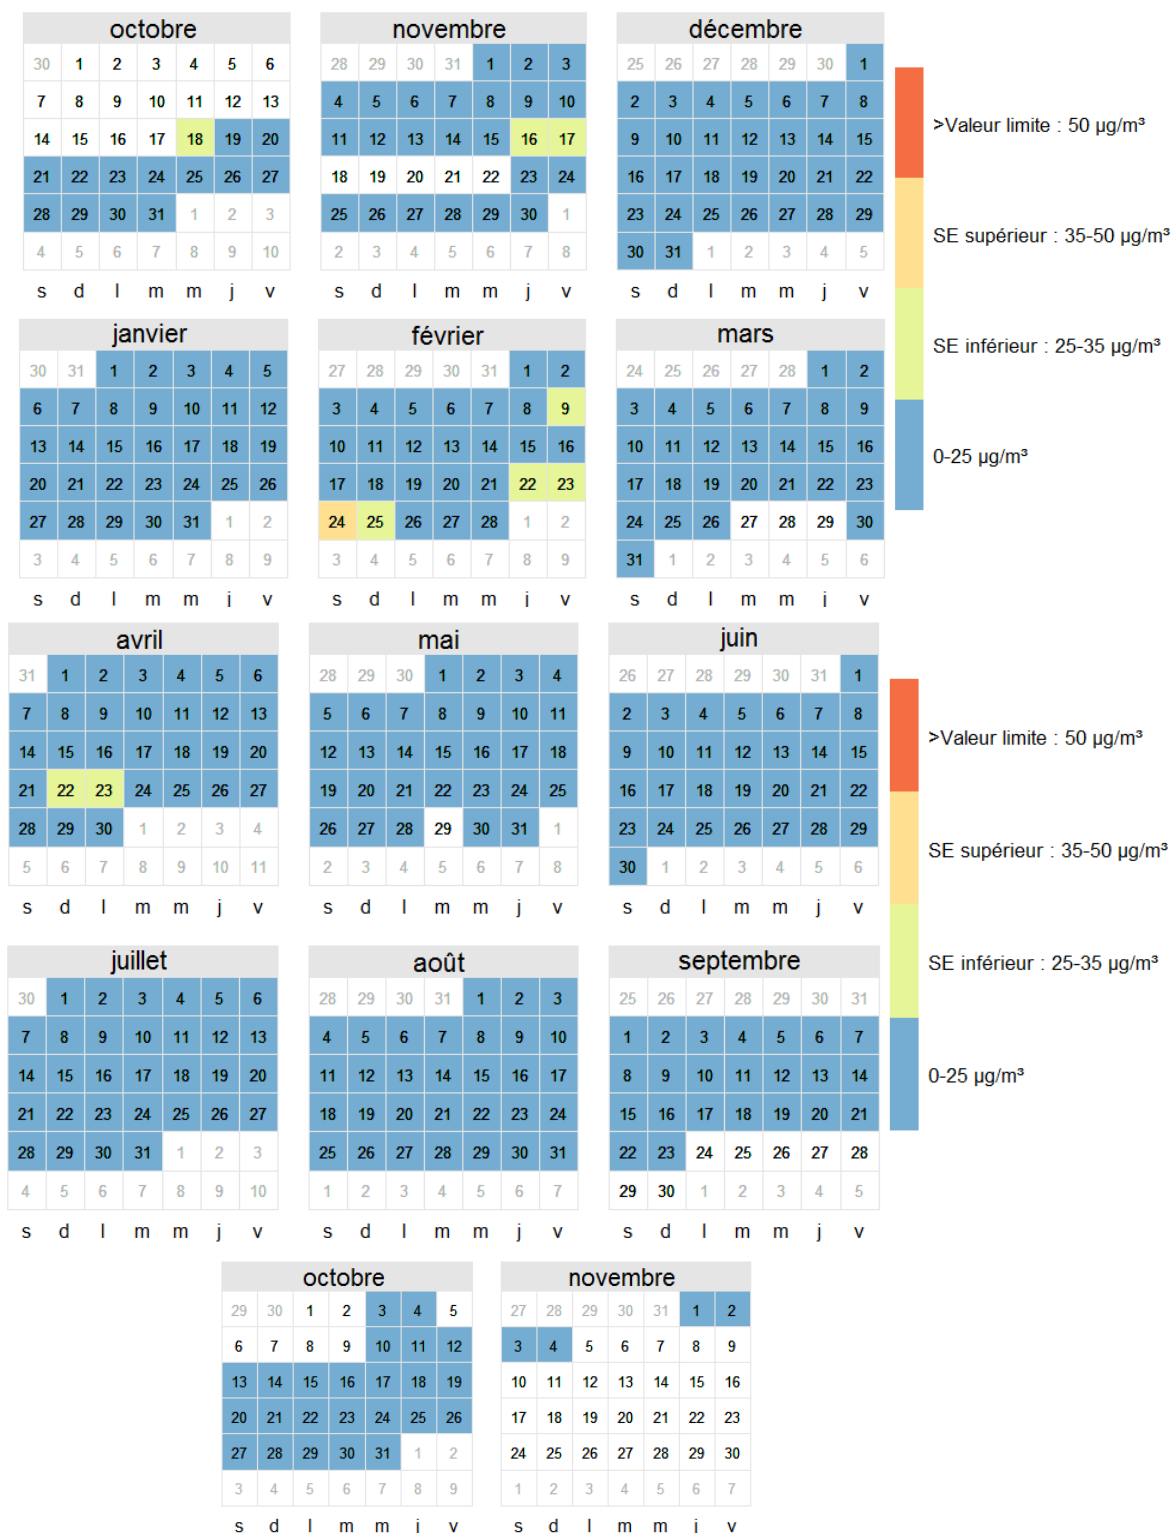 octobre
30 1 2 3 4 5 6
7 8 9 10 11 12 13
14 15 16 17 18 19 20
21 22 23 24 25 26 27
28 29 30 31 1 2 3
4 5 6 7 8 9 10
s d l m m j v
novembre
28 29 30 31 1 2 3
4 5 6 7 8 9 10
11 12 13 14 15 16 17
18 19 20 21 22 23 24
25 26 27 28 29 30 1
2 3 4 5 6 7 8
s d l m m j v
décembre
25 26 27 28 29 30 1
2 3 4 5 6 7 8
9 10 11 12 13 14 15
16 17 18 19 20 21 22
23 24 25 26 27 28 29
30 31 1 2 3 4 5
s d l m m j v
>Valeur limite : 50 µg/m³
SE supérieur : 35-50 µg/m³
SE inférieur : 25-35 µg/m³
0-25 µg/m³
janvier
30 31 1 2 3 4 5
6 7 8 9 10 11 12
13 14 15 16 17 18 19
20 21 22 23 24 25 26
27 28 29 30 31 1 2
3 4 5 6 7 8 9
s d l m m j v
février
27 28 29 30 31 1 2
3 4 5 6 7 8 9
10 11 12 13 14 15 16
17 18 19 20 21 22 23
24 25 26 27 28 1 2
3 4 5 6 7 8 9
s d l m m j v
mars
24 25 26 27 28 1 2
3 4 5 6 7 8 9
10 11 12 13 14 15 16
17 18 19 20 21 22 23
24 25 26 27 28 29 30
31 1 2 3 4 5 6
s d l m m j v
avril
31 1 2 3 4 5 6
7 8 9 10 11 12 13
14 15 16 17 18 19 20
21 22 23 24 25 26 27
28 29 30 1 2 3 4
5 6 7 8 9 10 11
s d l m m j v
mai
28 29 30 1 2 3 4
5 6 7 8 9 10 11
12 13 14 15 16 17 18
19 20 21 22 23 24 25
26 27 28 29 30 31 1
2 3 4 5 6 7 8
s d l m m j v
juin
26 27 28 29 30 31 1
2 3 4 5 6 7 8
9 10 11 12 13 14 15
16 17 18 19 20 21 22
23 24 25 26 27 28 29
30 1 2 3 4 5 6
s d l m m j v
>Valeur limite : 50 µg/m³
SE supérieur : 35-50 µg/m³
SE inférieur : 25-35 µg/m³
0-25 µg/m³
juillet
30 1 2 3 4 5 6
7 8 9 10 11 12 13
14 15 16 17 18 19 20
21 22 23 24 25 26 27
28 29 30 31 1 2 3
4 5 6 7 8 9 10
s d l m m j v
août
28 29 30 31 1 2 3
4 5 6 7 8 9 10
11 12 13 14 15 16 17
18 19 20 21 22 23 24
25 26 27 28 29 30 31
1 2 3 4 5 6 7
s d l m m j v
septembre
25 26 27 28 29 30 31
1 2 3 4 5 6 7
8 9 10 11 12 13 14
15 16 17 18 19 20 21
22 23 24 25 26 27 28
29 30 1 2 3 4 5
s d l m m j v
octobre
29 30 1 2 3 4 5
6 7 8 9 10 11 12
13 14 15 16 17 18 19
20 21 22 23 24 25 26
27 28 29 30 31 1 2
3 4 5 6 7 8 9
s d l m m j v
novembre
27 28 29 30 31 1 2
3 4 5 6 7 8 9
10 11 12 13 14 15 16
17 18 19 20 21 22 23
24 25 26 27 28 29 30
1 2 3 4 5 6 7
s d l m m j v